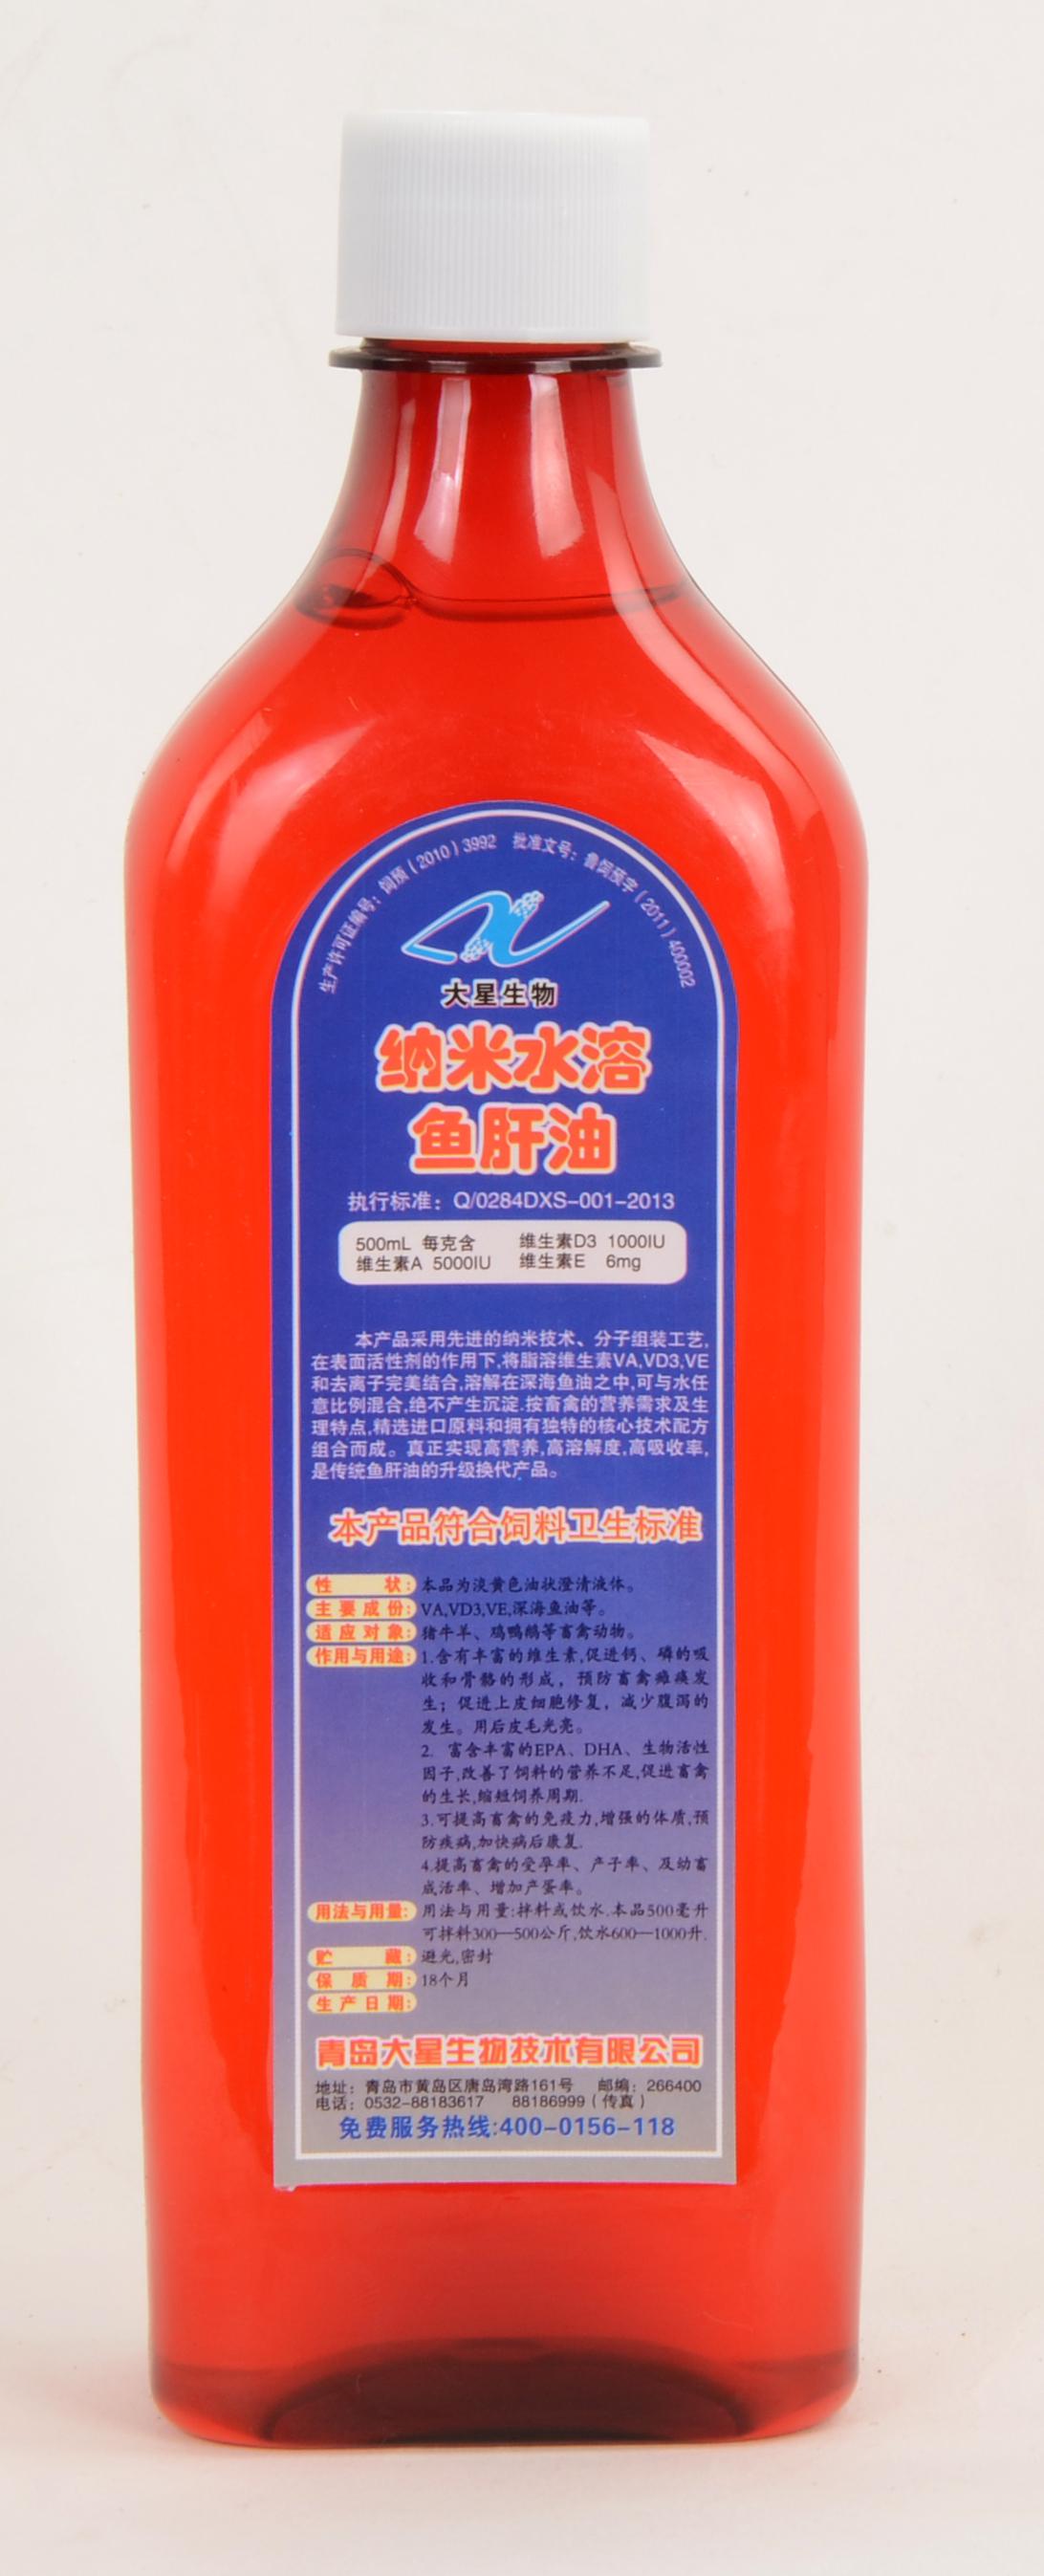 生产许可证编号：饲预（2010）3992 批准文号：鲁饲预字（2011）400002
大星生物
纳米水溶
鱼肝油
执行标准：Q/0284DXS-001-2013
500mL 每克含 维生素D3 1000IU
维生素A 5000IU 维生素E 6mg
本产品采用先进的纳米技术、分子组装工艺,
在表面活性剂的作用下,将脂溶维生素VA,VD3,VE
和去离子完美结合,溶解在深海鱼油之中,可与水任
意比例混合,绝不产生沉淀.按畜禽的营养需求及生
理特点,精选进口原料和拥有独特的核心技术配方
组合而成。真正实现高营养,高溶解度,高吸收率,
是传统鱼肝油的升级换代产品。
本产品符合饲料卫生标准
性状：本品为淡黄色油状澄清液体。
主要成份：VA,VD3,VE,深海鱼油等。
适应对象：猪牛羊、鸡鸭鹅等畜禽动物。
作用与用途：1.含有丰富的维生素,促进钙、磷的吸
收和骨骼的形成，预防畜禽瘫痪发
生；促进上皮细胞修复，减少腹泻的
发生。用后皮毛光亮。
2. 富含丰富的EPA、DHA、生物活性
因子,改善了饲料的营养不足,促进畜禽
的生长,缩短饲养周期.
3.可提高畜禽的免疫力,增强的体质,预
防疾病,加快病后康复.
4.提高畜禽的受孕率、产子率、及幼畜
成活率、增加产蛋率。
用法与用量：用法与用量:拌料或饮水.本品500毫升
可拌料300—500公斤,饮水600—1000升.
贮藏：避光,密封
保质期：18个月
生产日期：
青岛大星生物技术有限公司
地址：青岛市黄岛区唐岛湾路161号 邮编：266400
电话：0532-88183617 88186999（传真）
免费服务热线:400-0156-118